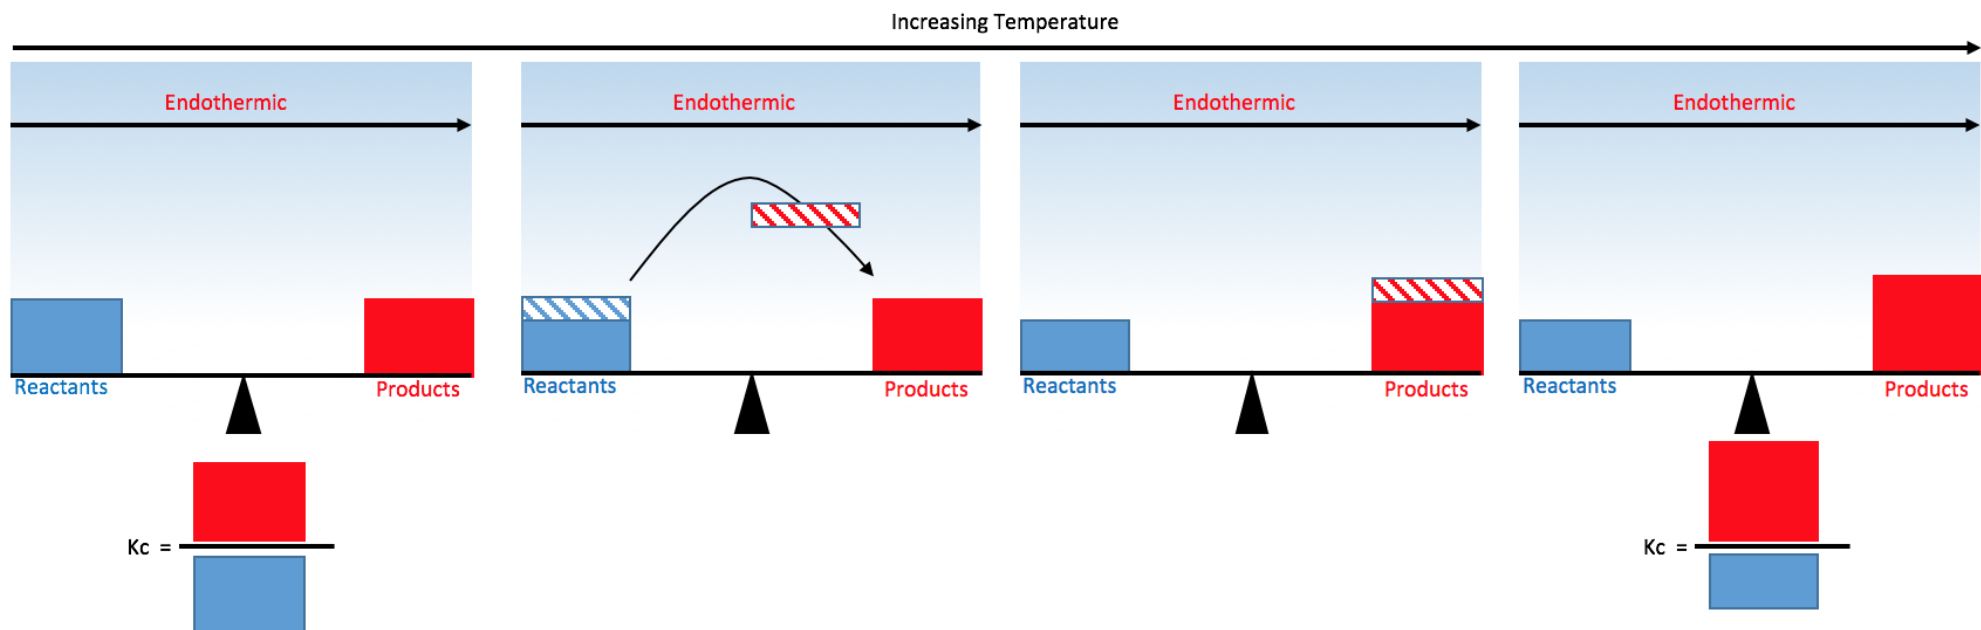 Increasing Temperature
Endothermic
Endothermic
Endothermic
Endothermic
Reactants
Products
Reactants
Products
Reactants
Products
Reactants
Products
Kc =
Kc =